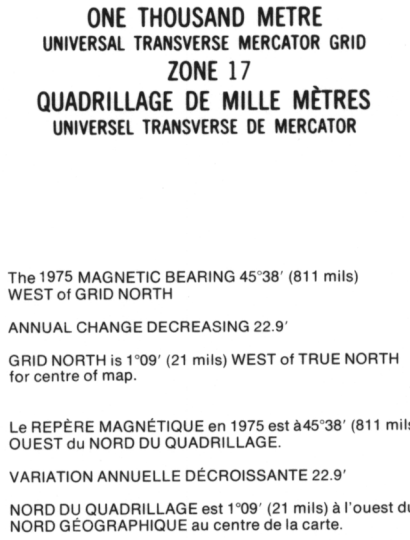 ONE THOUSAND METRE
UNIVERSAL TRANSVERSE MERCATOR GRID
ZONE 17
QUADRILLAGE DE MILLE MÈTRES
UNIVERSEL TRANSVERSE DE MERCATOR
The 1975 MAGNETIC BEARING 45°38′ (811 mils)
WEST of GRID NORTH
ANNUAL CHANGE DECREASING 22.9′
GRID NORTH is 1°09′ (21 mils) WEST of TRUE NORTH
for centre of map.
Le REPÈRE MAGNÉTIQUE en 1975 est à45°38′ (811 mils
OUEST du NORD DU QUADRILLAGE.
VARIATION ANNUELLE DÉCROISSANTE 22.9′
NORD DU QUADRILLAGE est 1°09′ (21 mils) à l'ouest du
NORD GÉOGRAPHIQUE au centre de la carte.